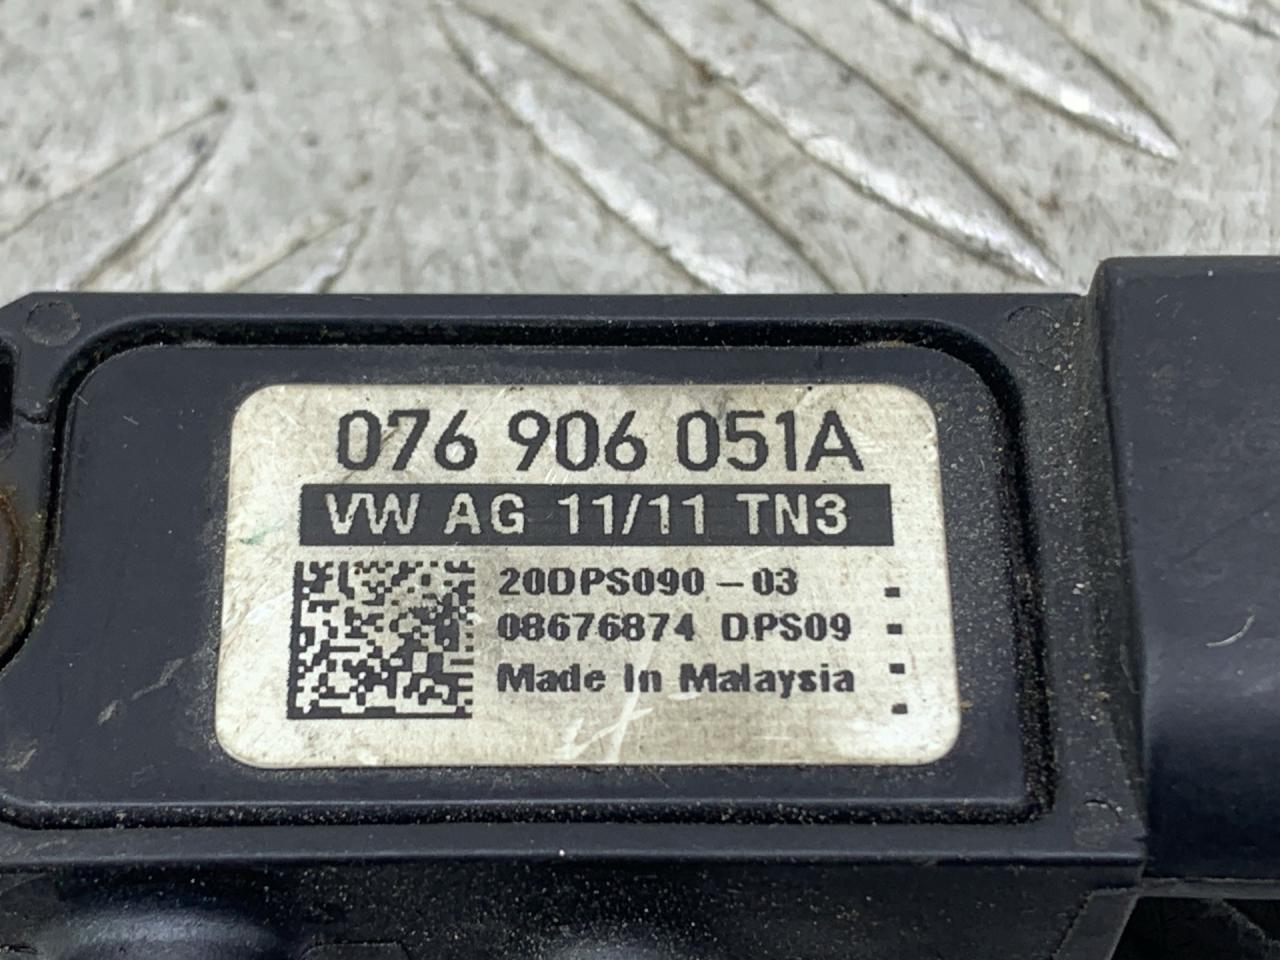 076 906 051A
VW AG 11/11 TN3
20DPS090-03
08676874 DPS09
Made In Malaysia